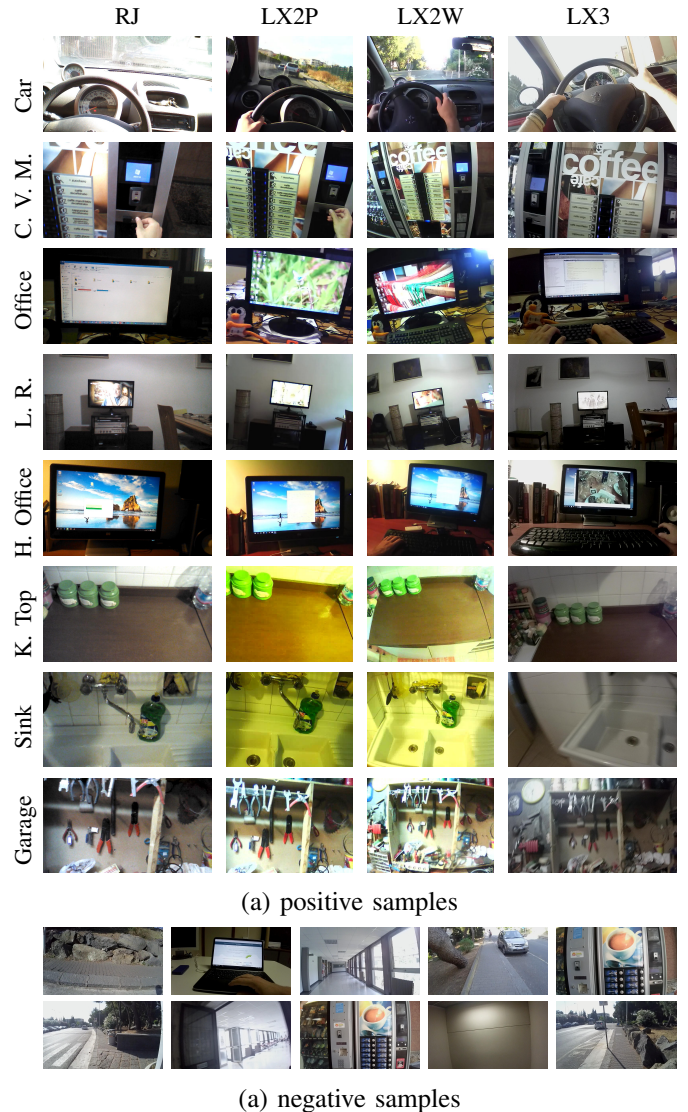 RJ LX2P LX2W LX3
Car
C. V. M.
coffee
coffee
coffee
Office
L. R.
H. Office
K. Top
Sink
Garage
(a) positive samples
(a) negative samples